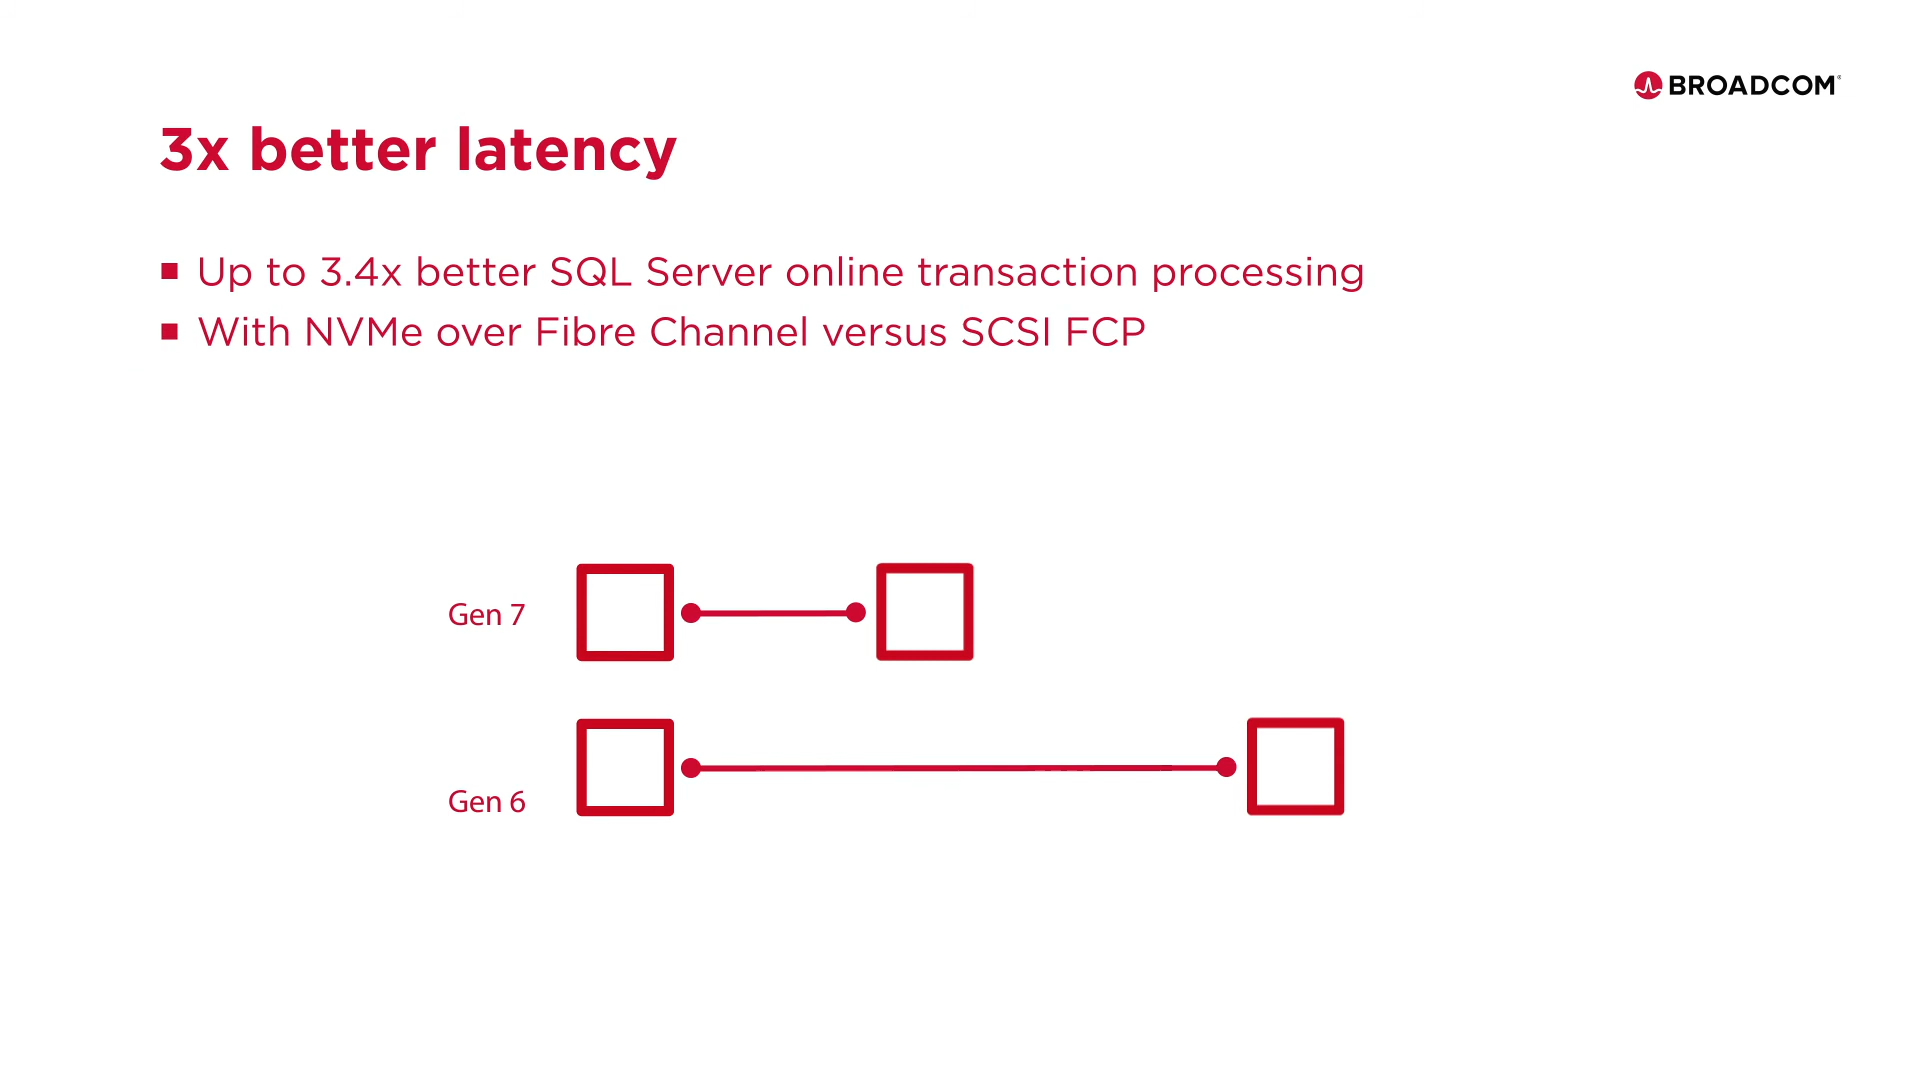 BROADCOM®
3x better latency
▪ Up to 3.4x better SQL Server online transaction processing
▪ With NVMe over Fibre Channel versus SCSI FCP
Gen 7
Gen 6